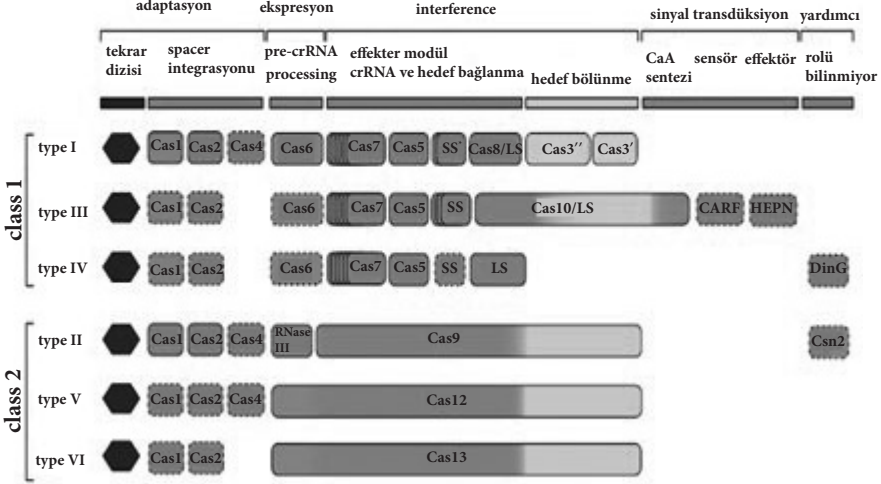 adaptasyon ekspresyon interference sinyal transdüksiyon yardımcı
tekrar dizisi
spacer integrasyonu
pre-crRNA processing
effekter modül
crRNA ve hedef bağlanma
hedef bölünme
CaA sentezi
sensör
effektör
rolü bilinmiyor
class 1
type I Cas1 Cas2 Cas4 Cas6 Cas7 Cas5 SS* Cas8/LS Cas3′′ Cas3′
type III Cas1 Cas2 Cas6 Cas7 Cas5 SS Cas10/LS CARF HEPN
type IV Cas1 Cas2 Cas6 Cas7 Cas5 SS LS DinG
class 2
type II Cas1 Cas2 Cas4 RNase III Cas9 Csn2
type V Cas1 Cas2 Cas4 Cas12
type VI Cas1 Cas2 Cas13